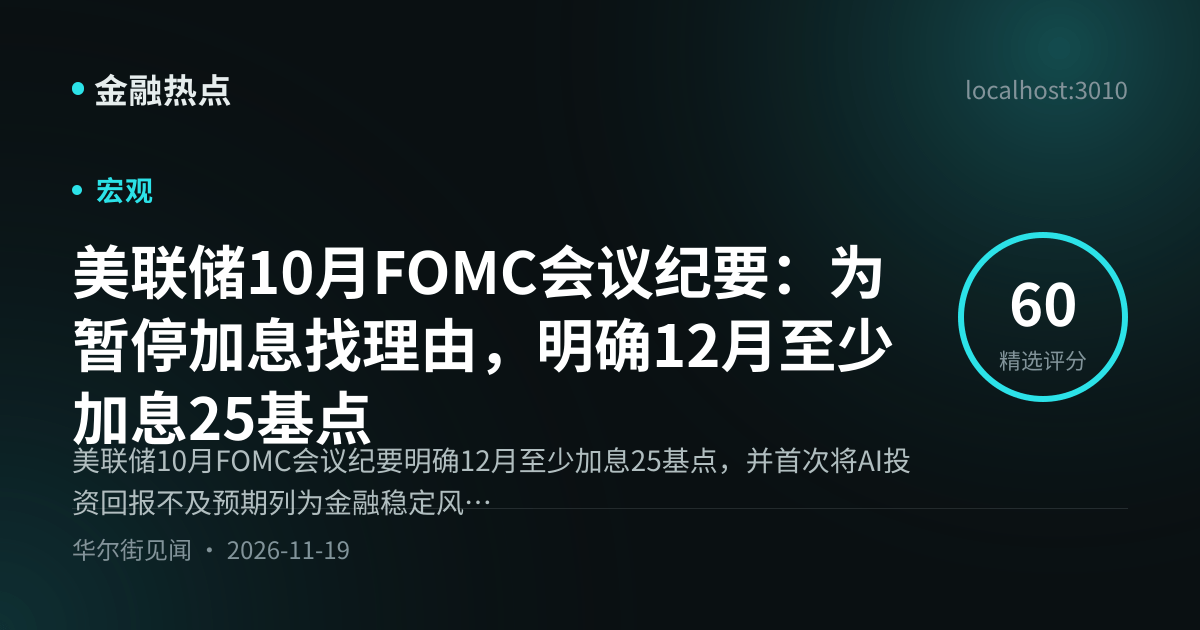 金融热点
localhost:3010
宏观
美联储10月FOMC会议纪要：为
暂停加息找理由，明确12月至少
加息25基点
60
精选评分
美联储10月FOMC会议纪要明确12月至少加息25基点，并首次将AI投
资回报不及预期列为金融稳定风…
华尔街见闻 • 2026-11-19